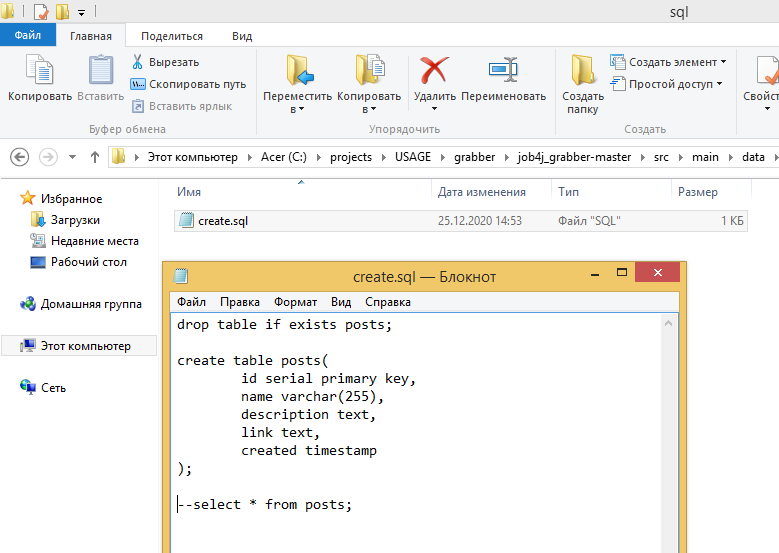 sql
Файл Главная Поделиться Вид
Копировать
Вставить
Вырезать
Скопировать путь
Вставить ярлык
Буфер обмена
Переместить в
Копировать в
Удалить
Переименовать
Упорядочить
Создать папку
Создать элемент
Простой доступ
Создать
Этот компьютер Acer (C:) projects USAGE grabber job4j_grabber-master src main data
Избранное
Загрузки
Недавние места
Рабочий стол
Домашняя группа
Этот компьютер
Сеть
Имя Дата изменения Тип Размер
create.sql 25.12.2020 14:53 Файл "SQL" 1 КБ
create.sql — Блокнот
Файл Правка Формат Вид Справка
drop table if exists posts;
create table posts(
id serial primary key,
name varchar(255),
description text,
link text,
created timestamp
);
--select * from posts;